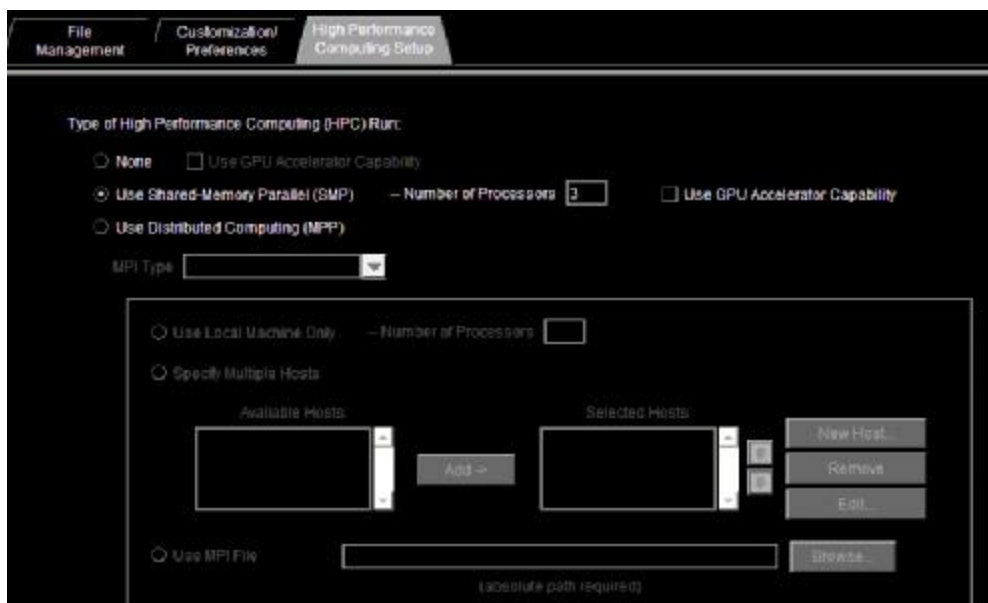 File
Management
Customization/
Preferences
High Performance
Computing Setup
Type of High Performance Computing (HPC) Run:
None Use GPU Accelerator Capability
Use Shared-Memory Parallel (SMP) -- Number of Processors 3 Use GPU Accelerator Capability
Use Distributed Computing (MPP)
MPI Type
Use Local Machine Only -- Number of Processors
Specify Multiple Hosts
Available Hosts: Selected Hosts:
New Host...
Add -> Remove
Edit...
Use MPI File Browse...
(absolute path required)